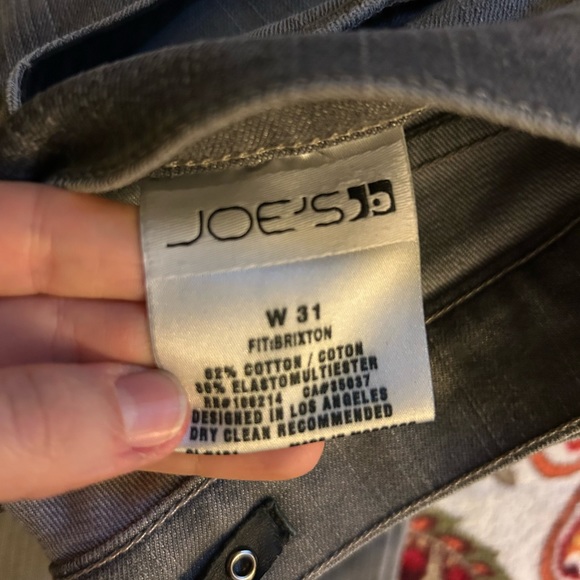 JOE'S
W 31
FIT:BRIXTON
62% COTTON / COTON
38% ELASTOMULTIESTER
RN#106214 CA#35037
DESIGNED IN LOS ANGELES
DRY CLEAN RECOMMENDED